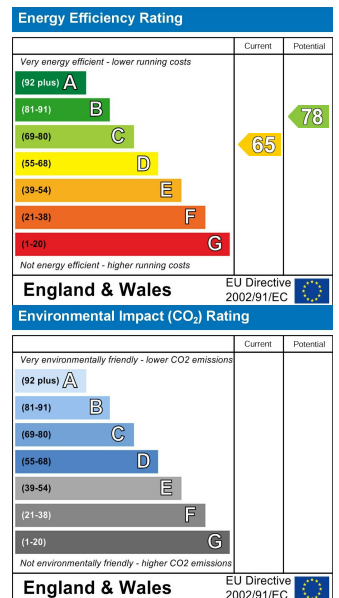 Energy Efficiency Rating
Current Potential
Very energy efficient - lower running costs
(92 plus) A
(81-91) B
(69-80) C
(55-68) D
(39-54) E
(21-38) F
(1-20) G
65
78
Not energy efficient - higher running costs
England & Wales
EU Directive
2002/91/EC
Environmental Impact (CO₂) Rating
Current Potential
Very environmentally friendly - lower CO2 emissions
(92 plus) A
(81-91) B
(69-80) C
(55-68) D
(39-54) E
(21-38) F
(1-20) G
Not environmentally friendly - higher CO2 emissions
England & Wales
EU Directive
2002/91/EC